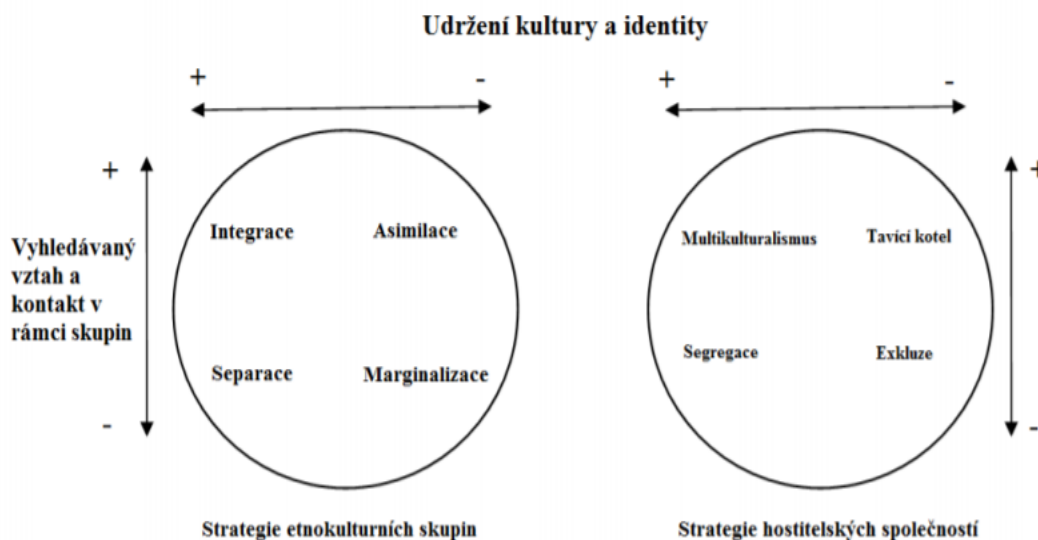 Udržení kultury a identity
+ -
+ -
+
+
Integrace
Asimilace
Multikulturalismus
Tavící kotel
Vyhledávaný
vztah a
kontakt v
rámci skupin
Separace
Marginalizace
Segregace
Exkluze
-
-
Strategie etnokulturních skupin
Strategie hostitelských společností